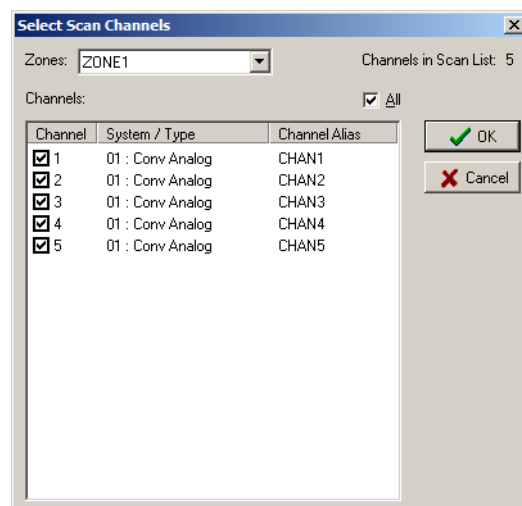 Select Scan Channels
Zones: ZONE1 Channels in Scan List: 5
Channels: All
Channel System / Type Channel Alias
OK
1 01 : Conv Analog CHAN1
2 01 : Conv Analog CHAN2
Cancel
3 01 : Conv Analog CHAN3
4 01 : Conv Analog CHAN4
5 01 : Conv Analog CHAN5